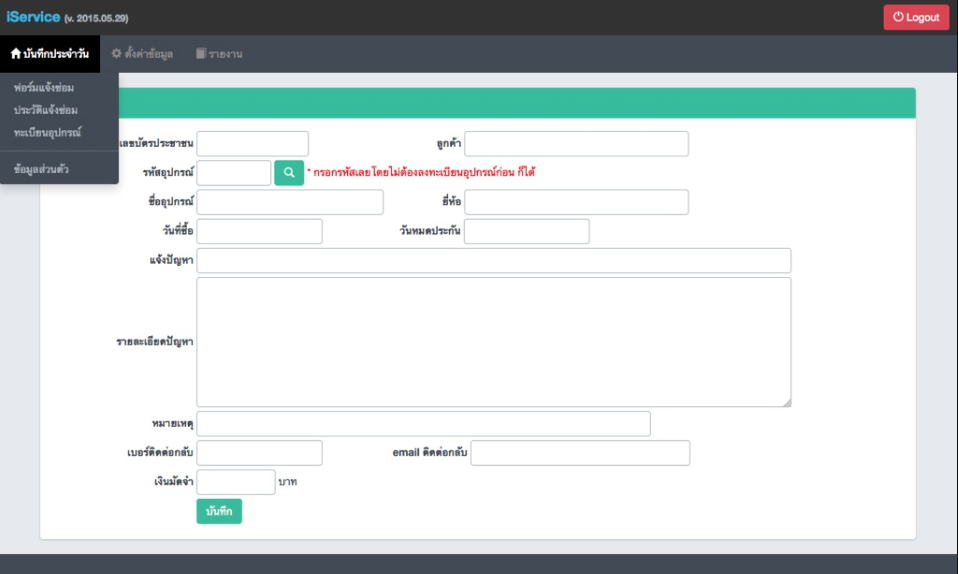 iService (v. 2015.05.29)
Logout
บันทึกประจำวัน ตั้งค่าข้อมูล รายงาน
ฟอร์มแจ้งซ่อม
ประวัติแจ้งซ่อม
ทะเบียนอุปกรณ์
ข้อมูลส่วนตัว
เลขบัตรประชาชน ลูกค้า
รหัสอุปกรณ์ * กรอกรหัสเลย โดยไม่ต้องลงทะเบียนอุปกรณ์ก่อน ก็ได้
ชื่ออุปกรณ์ ยี่ห้อ
วันที่ซื้อ วันหมดประกัน
แจ้งปัญหา
รายละเอียดปัญหา
หมายเหตุ
เบอร์ติดต่อกลับ email ติดต่อกลับ
เงินมัดจำ บาท
บันทึก